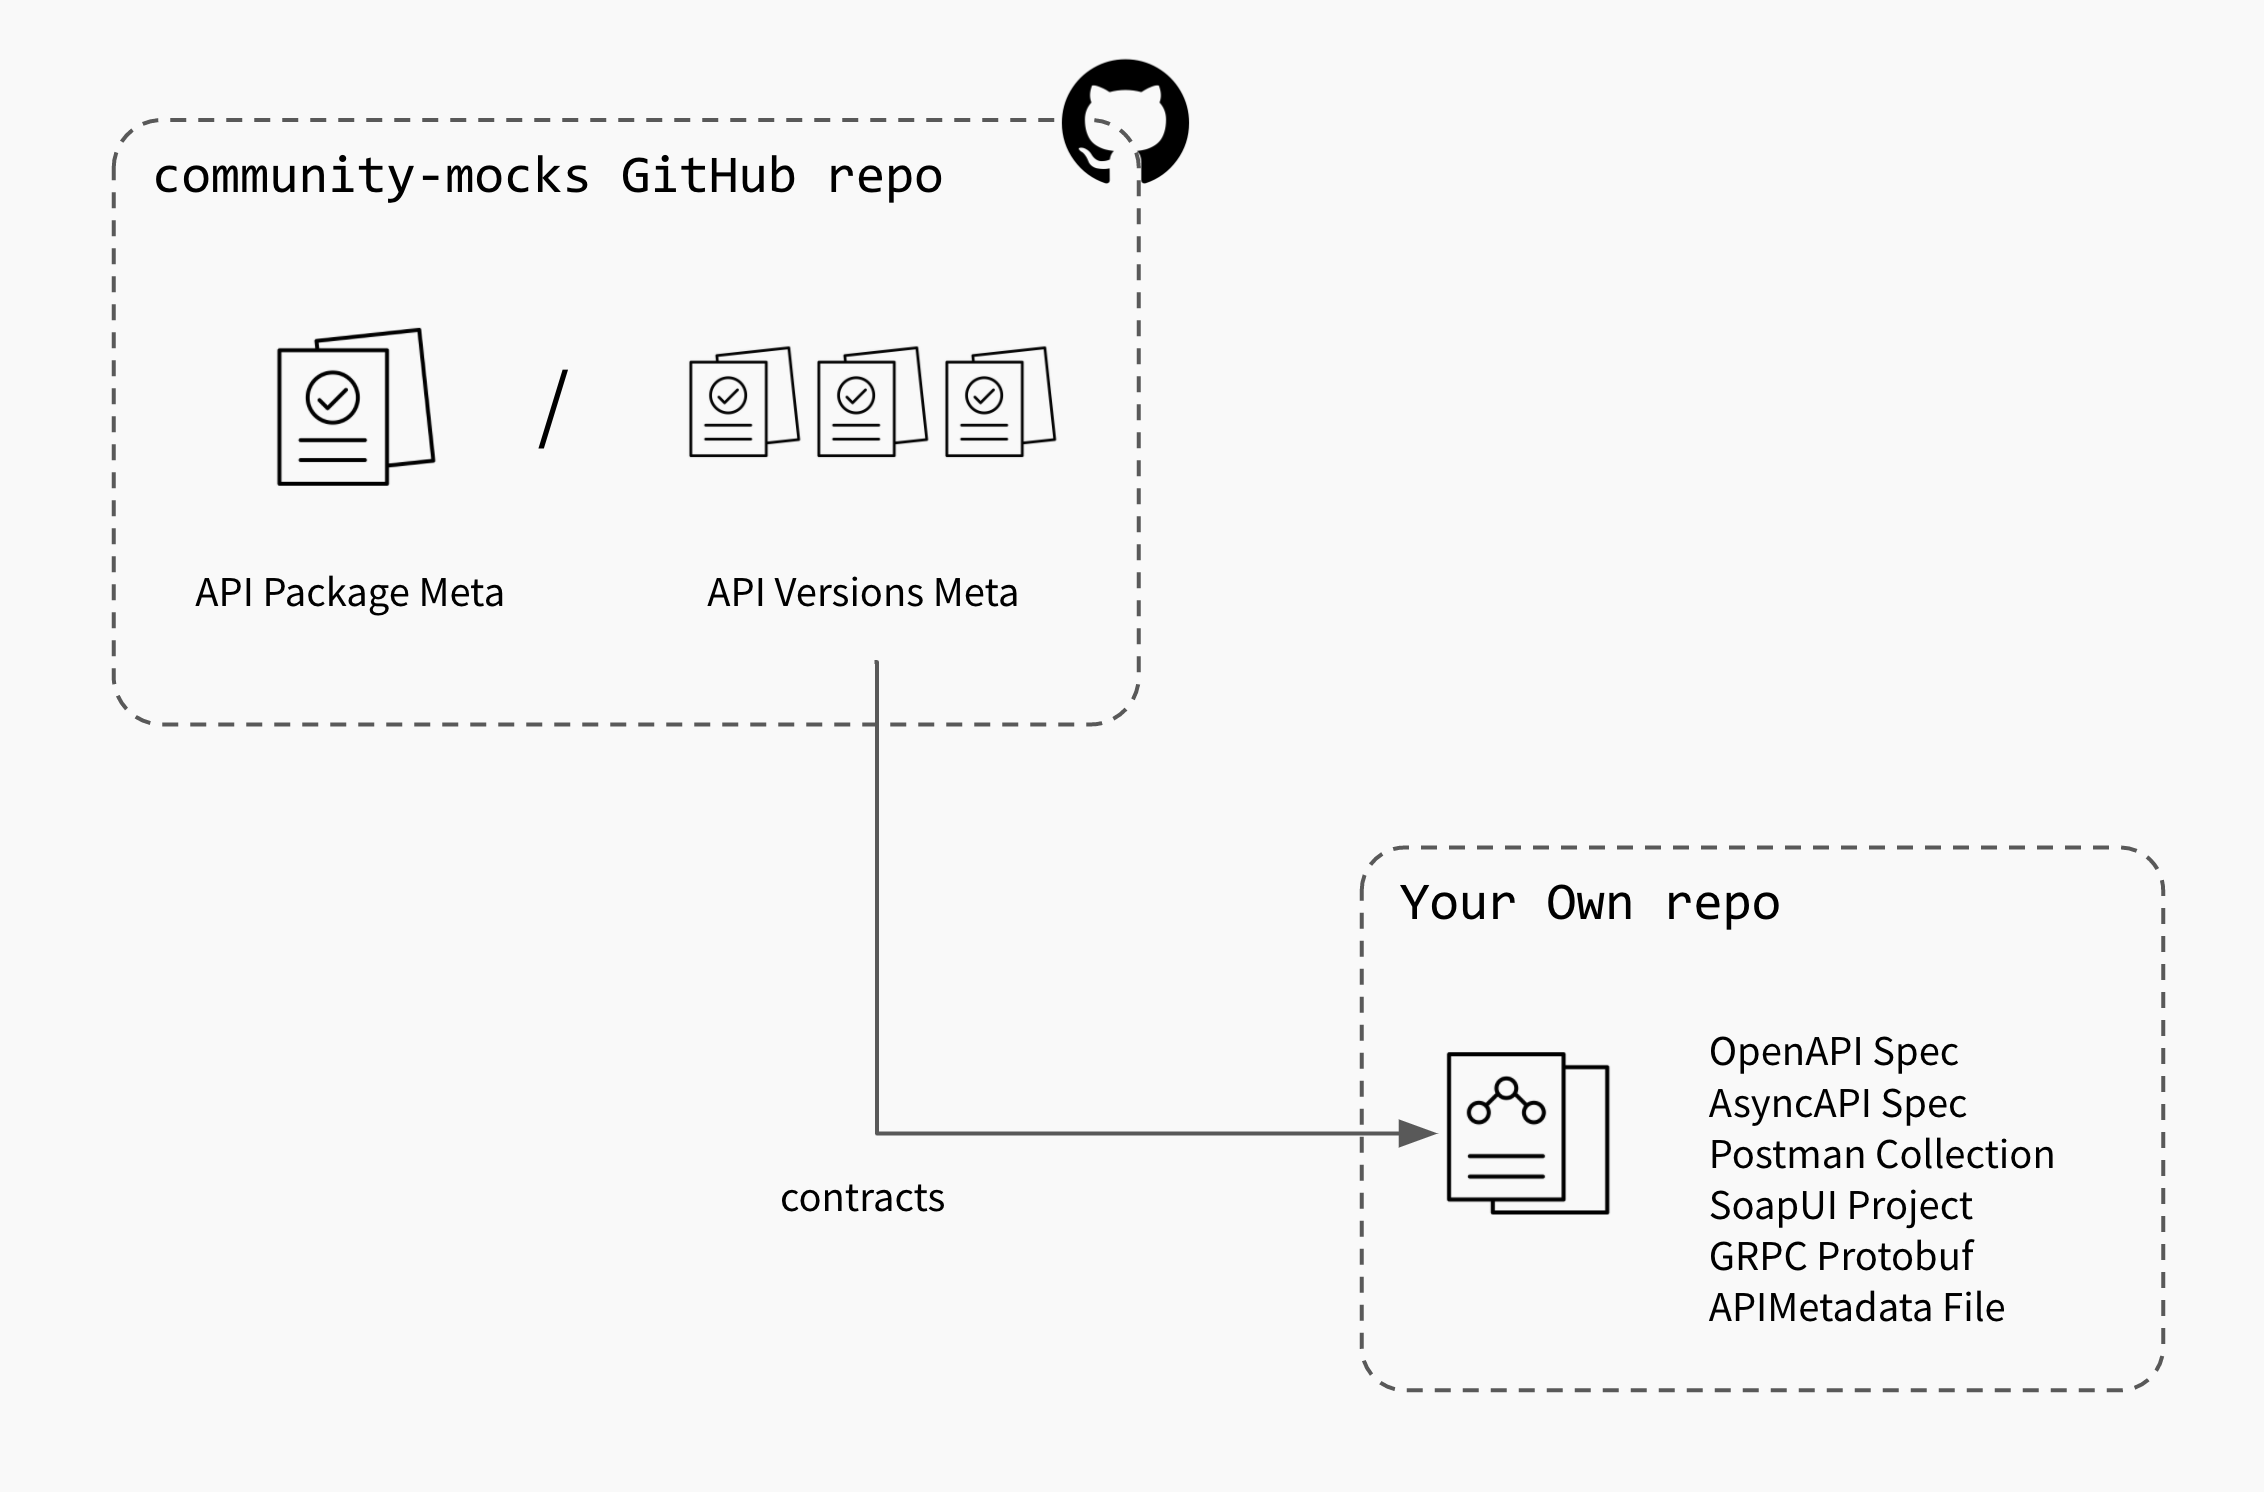 community-mocks GitHub repo
/
API Package Meta
API Versions Meta
contracts
Your Own repo
OpenAPI Spec
AsyncAPI Spec
Postman Collection
SoapUI Project
GRPC Protobuf
APIMetadata File